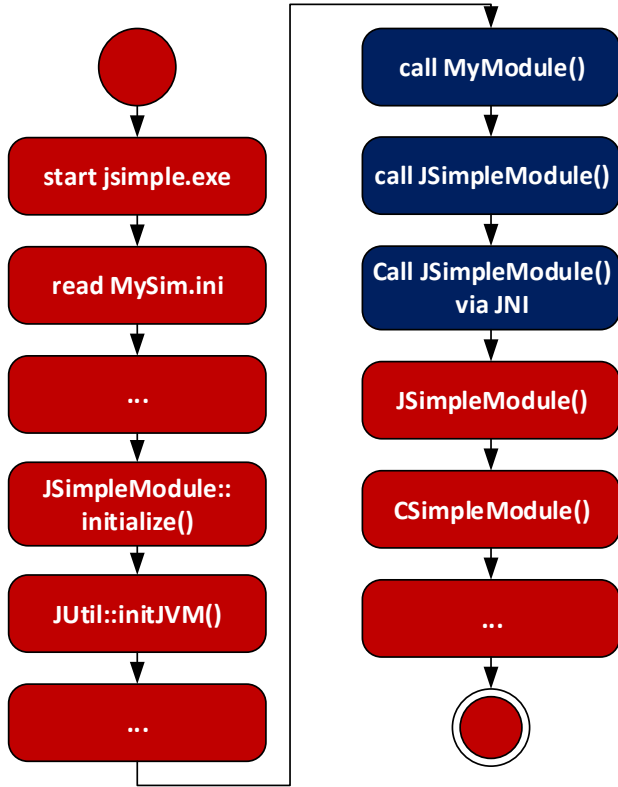 start jsimple.exe
read MySim.ini
...
JSimpleModule::
initialize()
JUtil::initJVM()
...
call MyModule()
call JSimpleModule()
Call JSimpleModule()
via JNI
JSimpleModule()
CSimpleModule()
...